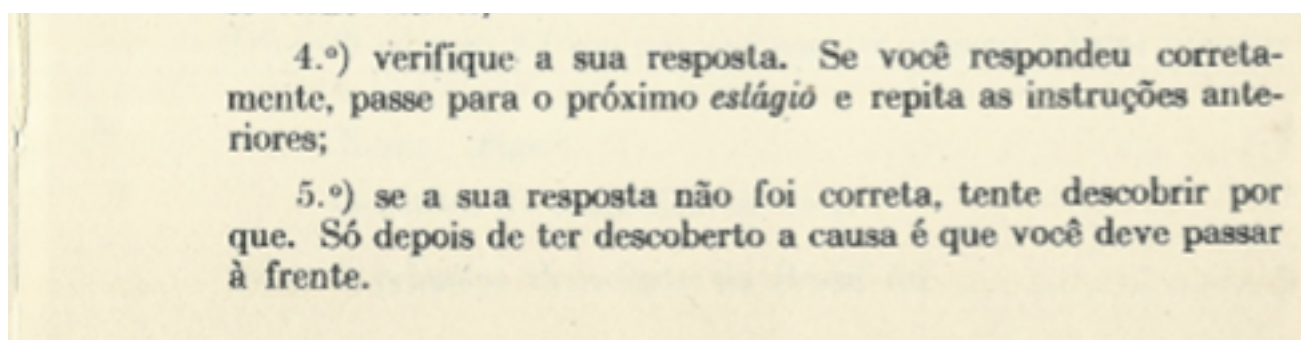 4.º) verifique a sua resposta. Se você respondeu correta-
mente, passe para o próximo estágio e repita as instruções ante-
riores;
5.º) se a sua resposta não foi correta, tente descobrir por
que. Só depois de ter descoberto a causa é que você deve passar
à frente.